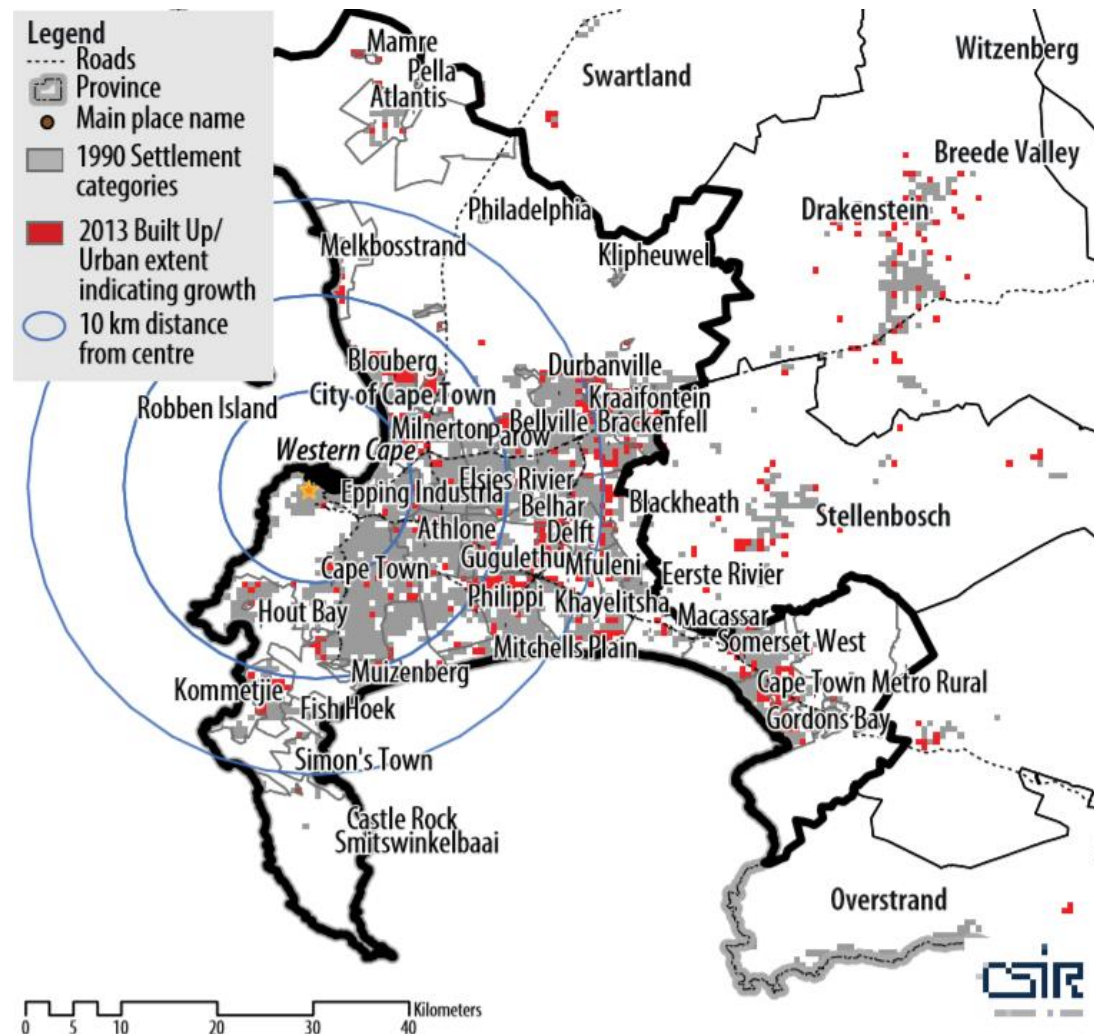 Legend
Roads
Province
Main place name
1990 Settlement
categories
2013 Built Up/
Urban extent
indicating growth
10 km distance
from centre
Mamre
Pella
Atlantis
Swartland
Witzenberg
Breede Valley
Drakenstein
Philadelphia
Klipheuwel
Melkbosstrand
Blouberg
Durbanville
City of Cape Town
Kraaifontein
Robben Island
Milnerton
Parow
Bellville
Brackenfell
Western Cape
Epping Industria
Elsies Rivier
Belhar
Blackheath
Stellenbosch
Athlone
Delft
Gugulethu
Mfuleni
Cape Town
Eerste Rivier
Hout Bay
Philippi
Khayelitsha
Macassar
Mitchells Plain
Somerset West
Muizenberg
Kommetjie
Cape Town Metro Rural
Fish Hoek
Gordons Bay
Simon's Town
Castle Rock
Smitswinkelbaai
Overstrand
CSIR
Kilometers
0 5 10 20 30 40